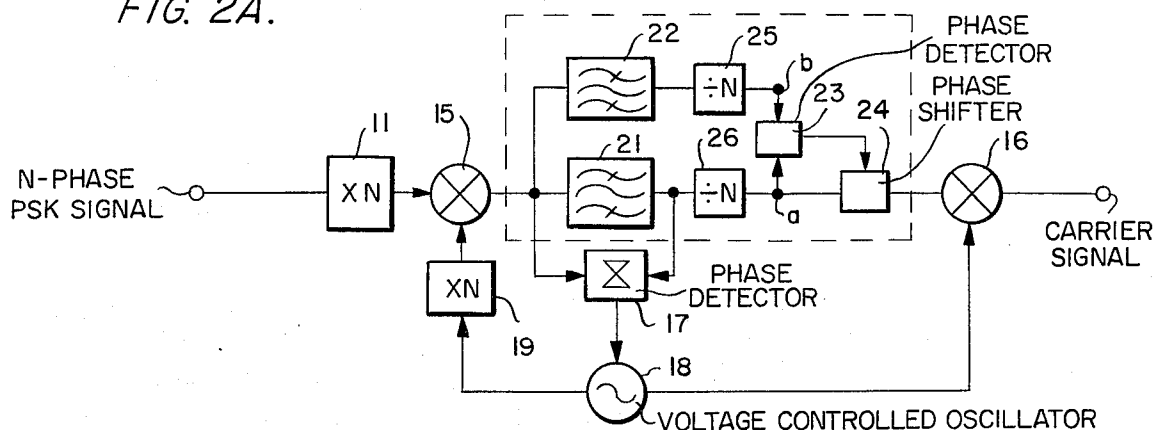 FIG. 2A.
PHASE
DETECTOR
22
25
b
÷N
23
PHASE
SHIFTER
11
15
21
26
24
16
N-PHASE
PSK SIGNAL
XN
÷N
a
CARRIER
SIGNAL
XN
PHASE
DETECTOR
19
17
18
VOLTAGE CONTROLLED OSCILLATOR